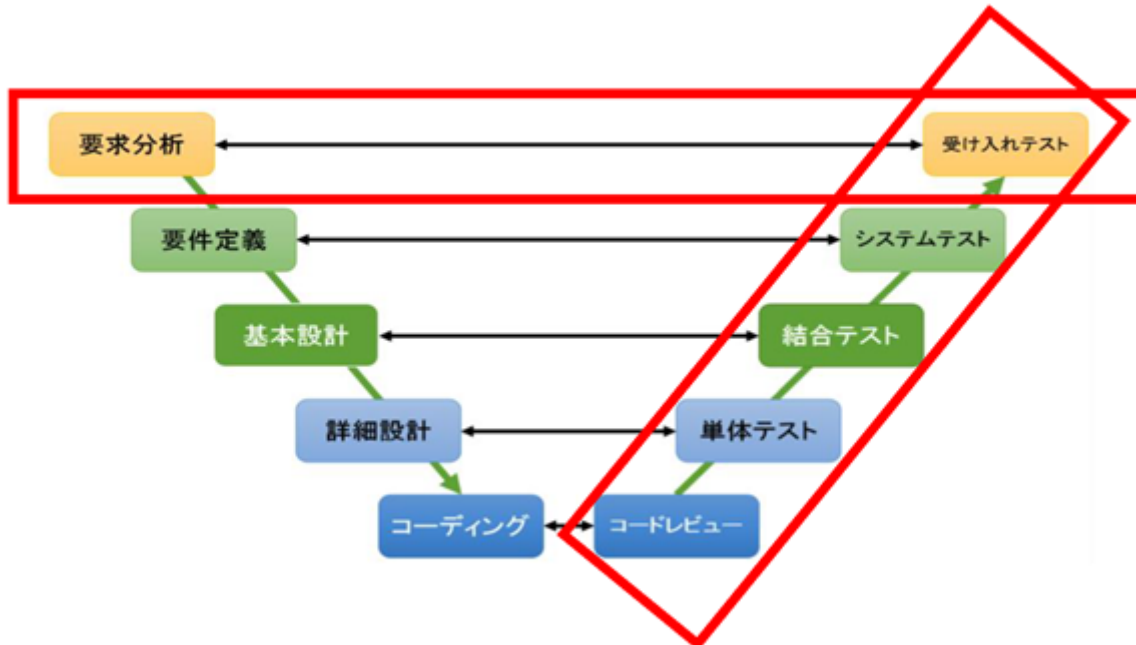 要求分析
受け入れテスト
要件定義
システムテスト
基本設計
結合テスト
詳細設計
単体テスト
コーディング
コードレビュー